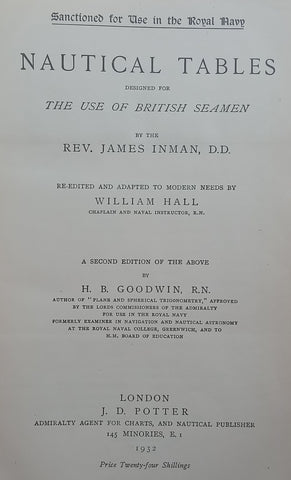 Sanctioned for Use in the Royal Navy
NAUTICAL TABLES
DESIGNED FOR
THE USE OF BRITISH SEAMEN
BY THE
REV. JAMES INMAN, D.D.
RE-EDITED AND ADAPTED TO MODERN NEEDS BY
WILLIAM HALL
CHAPLAIN AND NAVAL INSTRUCTOR, R.N.
A SECOND EDITION OF THE ABOVE
BY
H. B. GOODWIN, R.N.
AUTHOR OF "PLANE AND SPHERICAL TRIGONOMETRY," APPROVED
BY THE LORDS COMMISSIONERS OF THE ADMIRALTY
FOR USE IN THE ROYAL NAVY
FORMERLY EXAMINER IN NAVIGATION AND NAUTICAL ASTRONOMY
AT THE ROYAL NAVAL COLLEGE, GREENWICH, AND TO
H.M. BOARD OF EDUCATION
LONDON
J. D. POTTER
ADMIRALTY AGENT FOR CHARTS, AND NAUTICAL PUBLISHER
145 MINORIES, E. 1
1932
Price Twenty-four Shillings